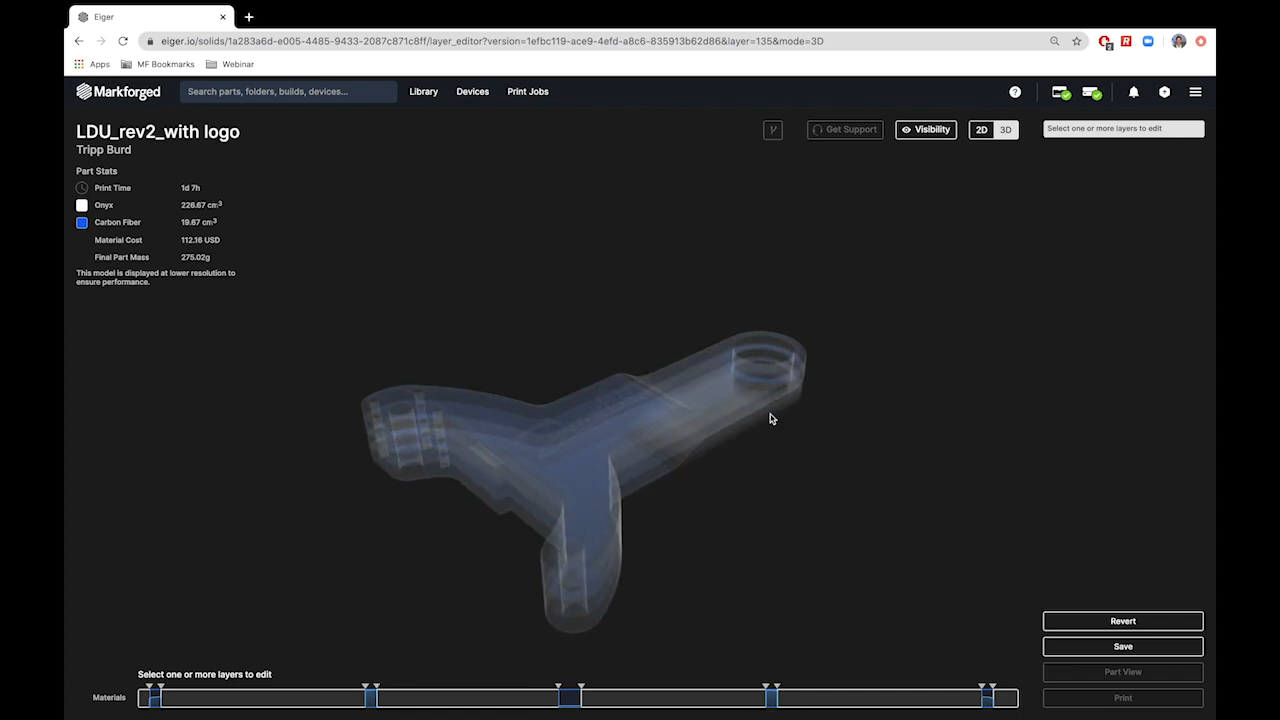 Eiger
eiger.io/solids/1a283a6d-e005-4485-9433-2087c871c8ff/layer_editor?version=1efbc119-ace9-4efd-a8c6-835913b62d86&layer=135&mode=3D
2
Apps MF Bookmarks Webinar
Markforged Search parts, folders, builds, devices... Library Devices Print Jobs
LDU_rev2_with logo
Get Support Visibility 2D 3D Select one or more layers to edit
Tripp Burd
Part Stats
Print Time 1d 7h
Onyx 226.67 cm³
Carbon Fiber 19.67 cm³
Material Cost 112.16 USD
Final Part Mass 275.02g
This model is displayed at lower resolution to
ensure performance.
Revert
Save
Part View
Print
Select one or more layers to edit
Materials